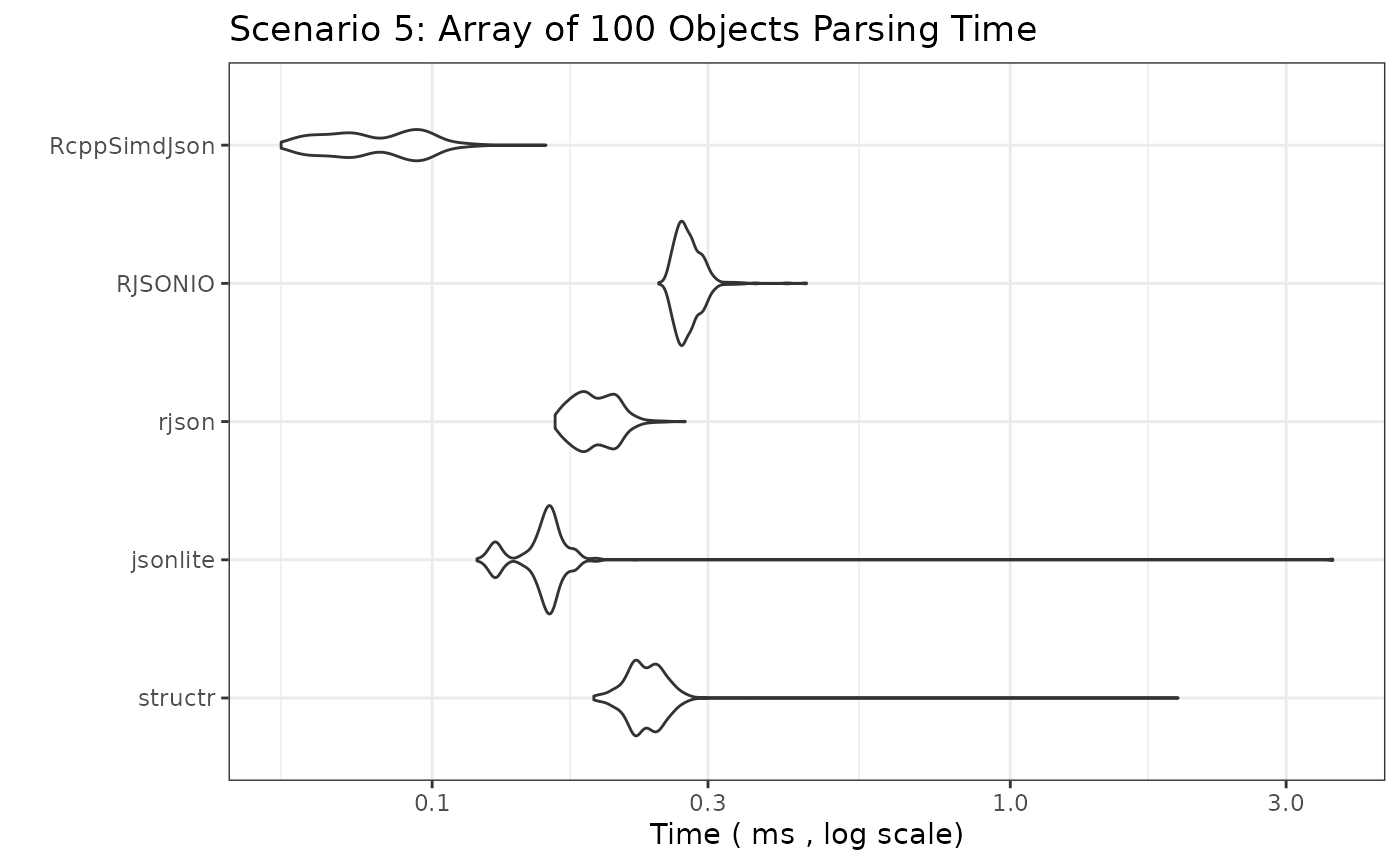 Scenario 5: Array of 100 Objects Parsing Time
RcppSimdJson
RJSONIO
rjson
jsonlite
structr
0.1 0.3 1.0 3.0
Time ( ms , log scale)